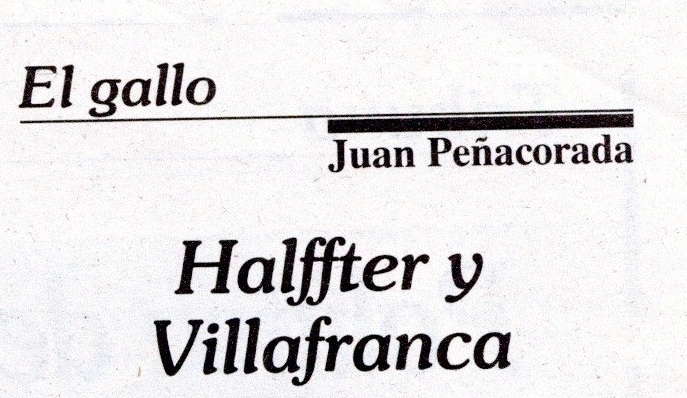 El gallo
Juan Peñacorada
Halffter y
Villafranca